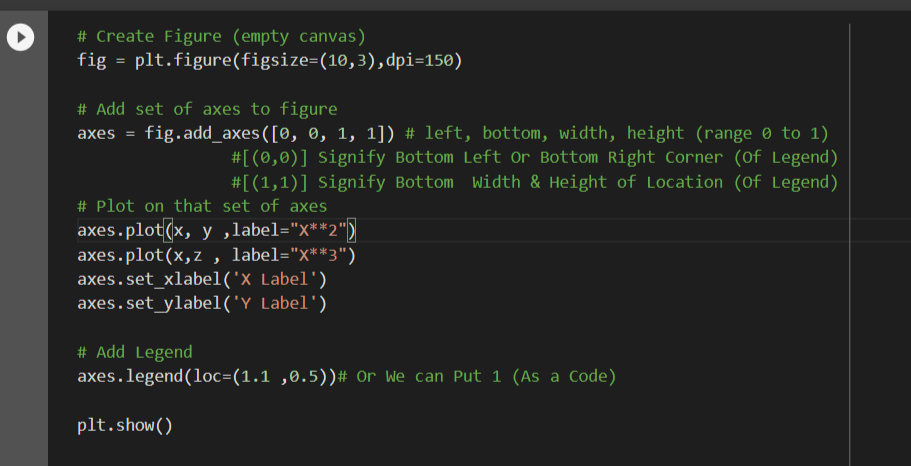 # Create Figure (empty canvas)
fig = plt.figure(figsize=(10,3),dpi=150)
# Add set of axes to figure
axes = fig.add_axes([0, 0, 1, 1]) # left, bottom, width, height (range 0 to 1)
#[(0,0)] Signify Bottom Left Or Bottom Right Corner (Of Legend)
#[(1,1)] Signify Bottom  Width & Height of Location (Of Legend)
# Plot on that set of axes
axes.plot(x, y ,label="X**2")
axes.plot(x,z , label="X**3")
axes.set_xlabel('X Label')
axes.set_ylabel('Y Label')
# Add Legend
axes.legend(loc=(1.1 ,0.5))# Or We can Put 1 (As a Code)
plt.show()